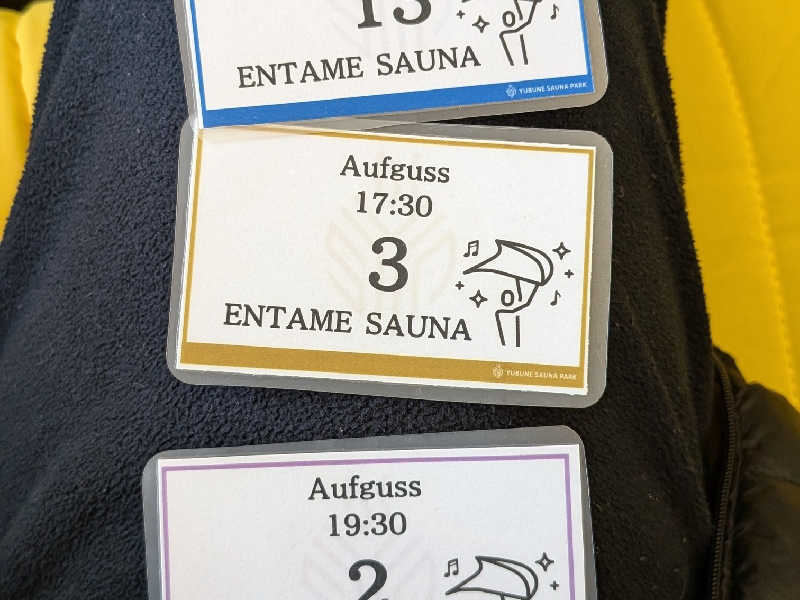 13
ENTAME SAUNA
YUBUNE SAUNA PARK
Aufguss
17:30
3
ENTAME SAUNA
YUBUNE SAUNA PARK
Aufguss
19:30
2